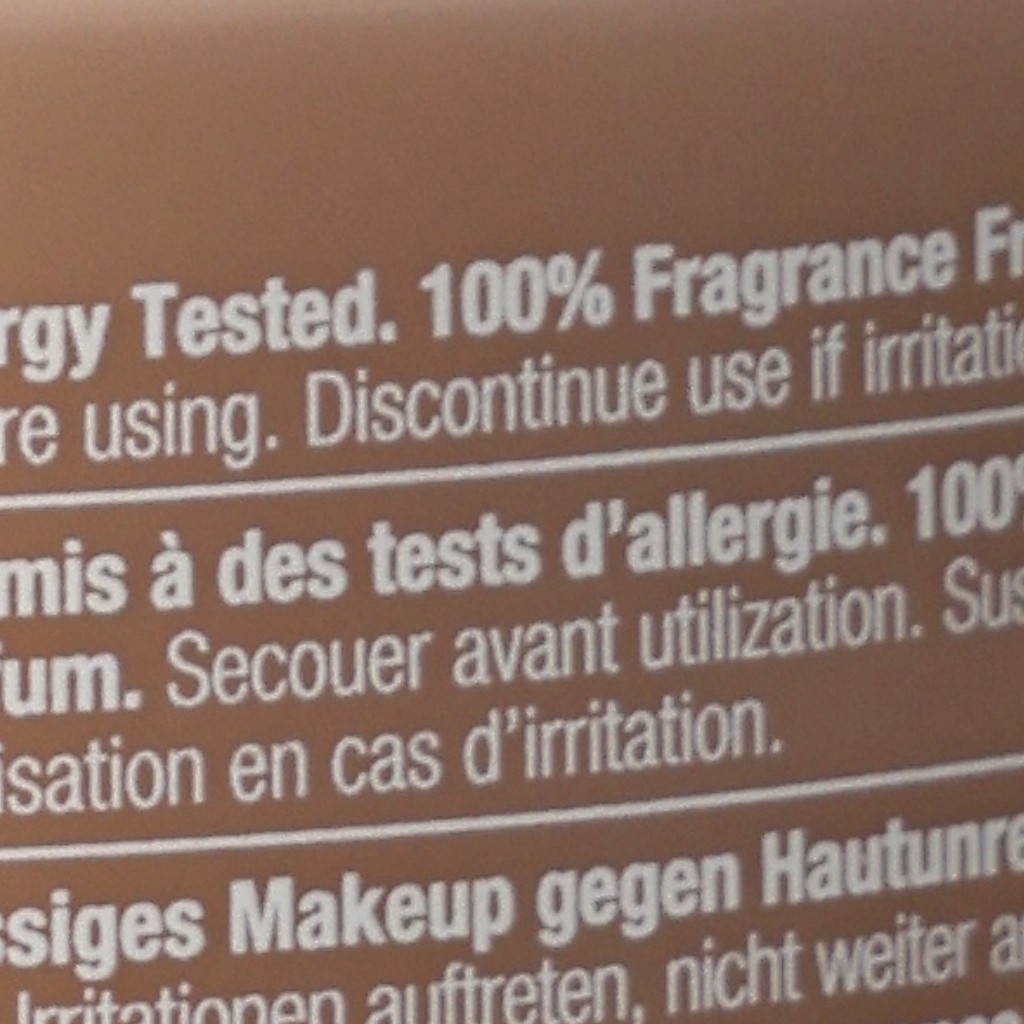 rgy Tested. 100% Fragrance Fr
re using. Discontinue use if irritati
mis à des tests d'allergie. 100%
fum. Secouer avant utilization. Sus
isation en cas d'irritation.
ssiges Makeup gegen Hautunre
Irritationen auftreten, nicht weiter a